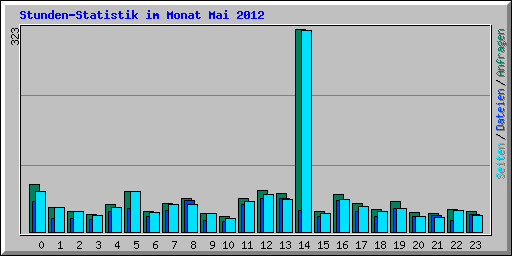 Stunden-Statistik im Monat Mai 2012
323
Seiten/Dateien/Anfragen
0 1 2 3 4 5 6 7 8 9 10 11 12 13 14 15 16 17 18 19 20 21 22 23